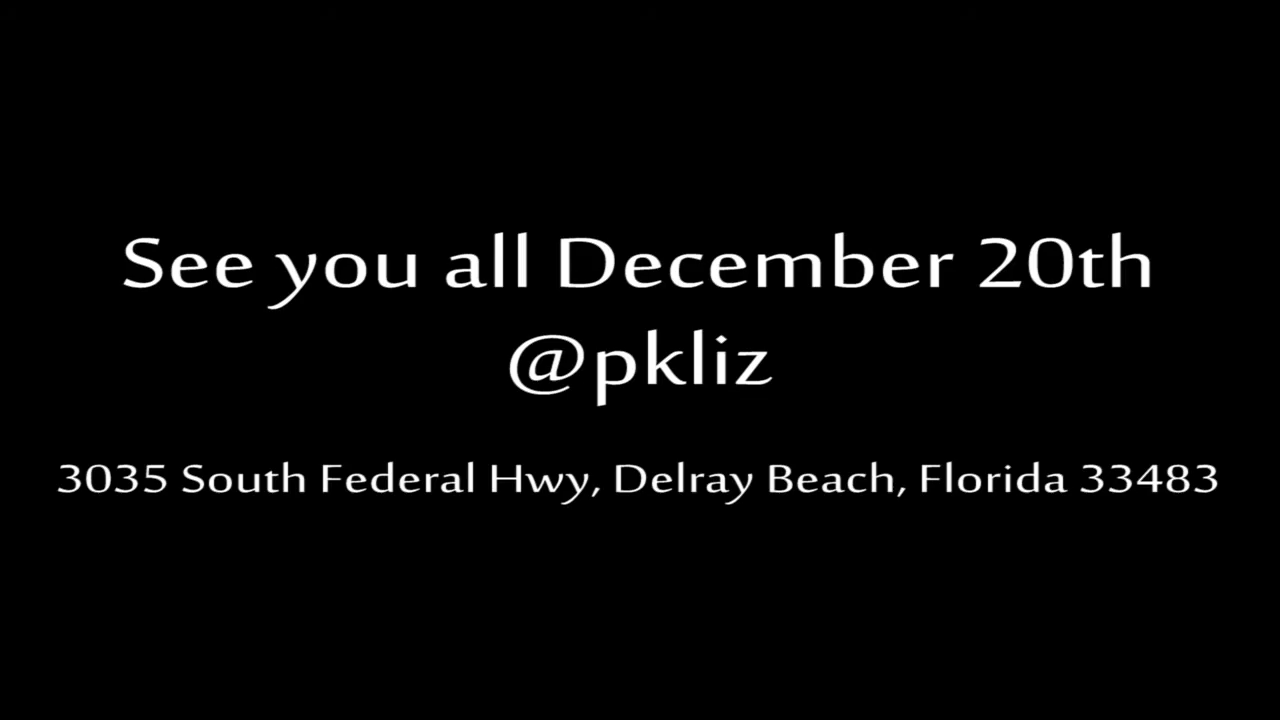 See you all December 20th
@pkliz
3035 South Federal Hwy, Delray Beach, Florida 33483